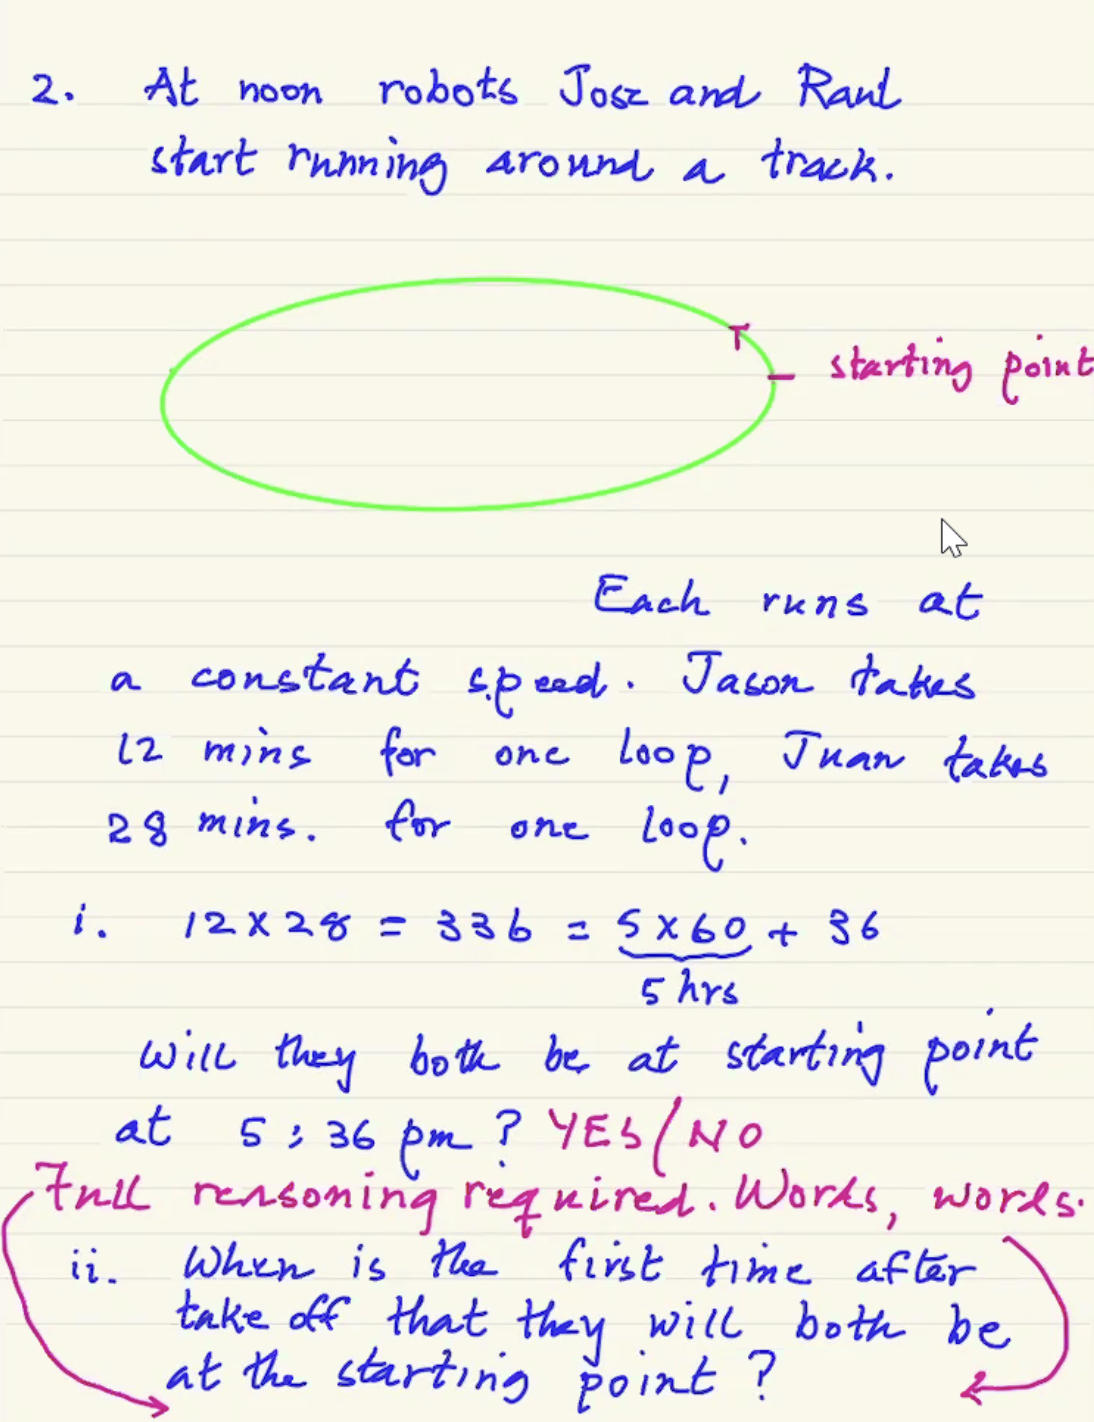 2. At noon robots Jose and Raul
start running around a track.
starting point
Each runs at
a constant speed. Jason takes
12 mins for one loop, Juan takes
28 mins. for one loop.
i. 12 x 28 = 336 = 5 x 60 + 36
5 hrs
Will they both be at starting point
at 5:36 pm? YES/NO
Full reasoning required. Words, words.
ii. When is the first time after
take off that they will both be
at the starting point?